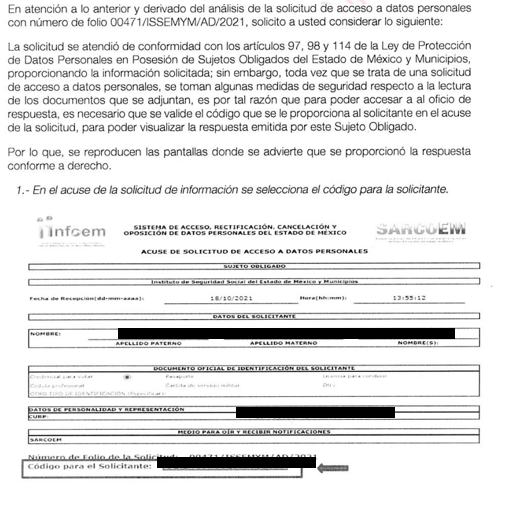 En atención a lo anterior y derivado del análisis de la solicitud de acceso a datos personales
con número de folio 00471/ISSEMYM/AD/2021, solicito a usted considerar lo siguiente:
La solicitud se atendió de conformidad con los artículos 97, 98 y 114 de la Ley de Protección
de Datos Personales en Posesión de Sujetos Obligados del Estado de México y Municipios,
proporcionando la información solicitada; sin embargo, toda vez que se trata de una solicitud
de acceso a datos personales, se toman algunas medidas de seguridad respecto a la lectura
de los documentos que se adjuntan, es por tal razón que para poder accesar a al oficio de
respuesta, es necesario que se valide el código que se le proporciona al solicitante en el acuse
de la solicitud, para poder visualizar la respuesta emitida por este Sujeto Obligado.
Por lo que, se reproducen las pantallas donde se advierte que se proporcionó la respuesta
conforme a derecho.
1.- En el acuse de la solicitud de información se selecciona el código para la solicitante.
infoem
SISTEMA DE ACCESO, RECTIFICACIÓN, CANCELACIÓN Y
OPOSICIÓN DE DATOS PERSONALES DEL ESTADO DE MÉXICO
SARCOEM
ACUSE DE SOLICITUD DE ACCESO A DATOS PERSONALES
SUJETO OBLIGADO
Instituto de Seguridad Social del Estado de México y Municipios
Fecha de Recepción(dd-mm-aaaa): 18/10/2021 Hora(hh:mm): 13:55:12
DATOS DEL SOLICITANTE
NOMBRE:
APELLIDO PATERNO APELLIDO MATERNO NOMBRE(S):
DOCUMENTO OFICIAL DE IDENTIFICACIÓN DEL SOLICITANTE
Credencial para votar Pasaporte Licencia para conducir
Cédula profesional Cartilla de servicio militar
OTRO TIPO DE IDENTIFICACIÓN (Especificar):
DATOS DE PERSONALIDAD Y REPRESENTACIÓN
CURP:
MEDIO PARA OÍR Y RECIBIR NOTIFICACIONES
SARCOEM
Número de Folio de la Solicitud: 00471/ISSEMYM/AD/2021
Código para el Solicitante: